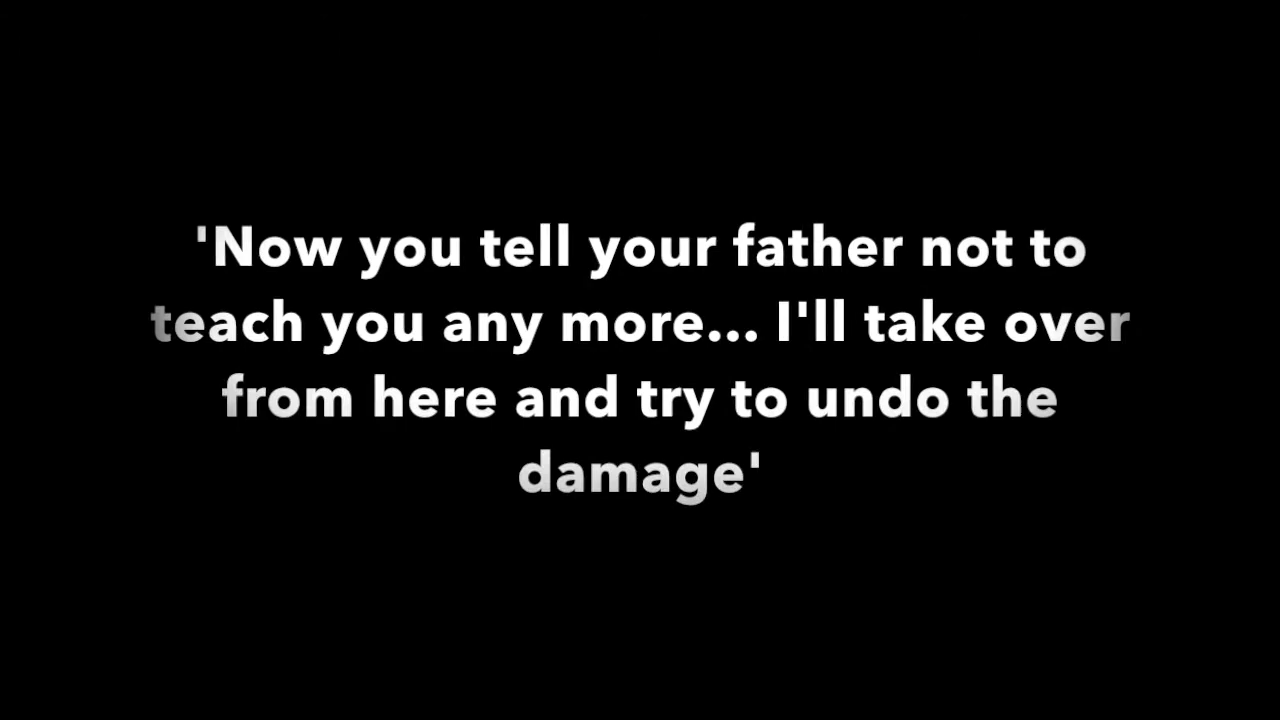 'Now you tell your father not to
teach you any more... I'll take over
from here and try to undo the
damage'